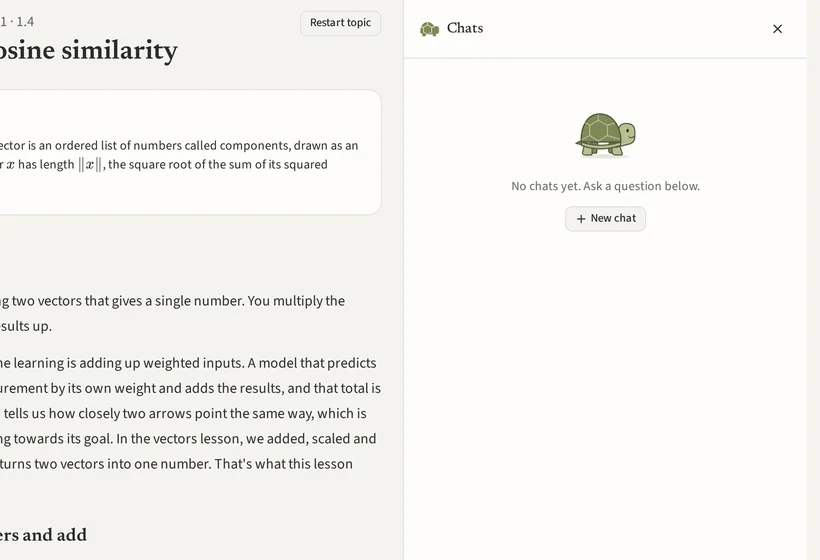 1 · 1.4
Restart topic
osine similarity
ector is an ordered list of numbers called components, drawn as an
r x has length ||x||, the square root of the sum of its squared
ng two vectors that gives a single number. You multiply the
esults up.
ne learning is adding up weighted inputs. A model that predicts
urement by its own weight and adds the results, and that total is
tells us how closely two arrows point the same way, which is
ng towards its goal. In the vectors lesson, we added, scaled and
turns two vectors into one number. That's what this lesson
ers and add
Chats
No chats yet. Ask a question below.
+ New chat